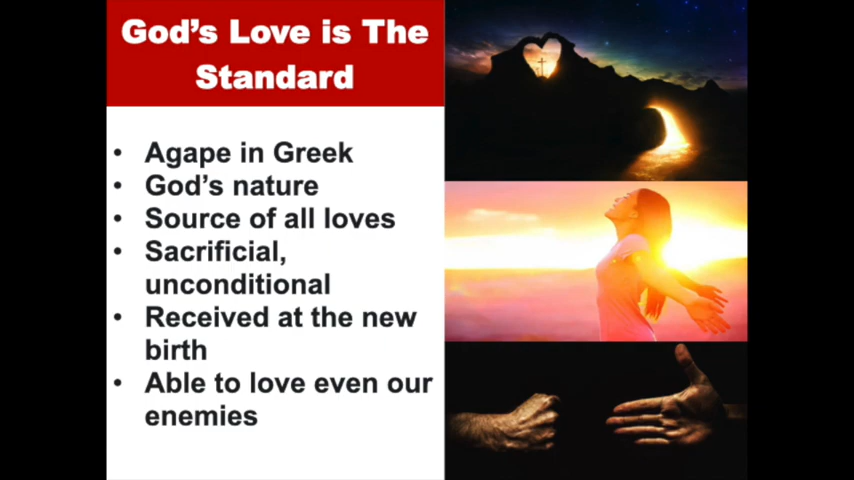 God’s Love is The
Standard
• Agape in Greek
• God’s nature
• Source of all loves
• Sacrificial,
unconditional
• Received at the new
birth
• Able to love even our
enemies